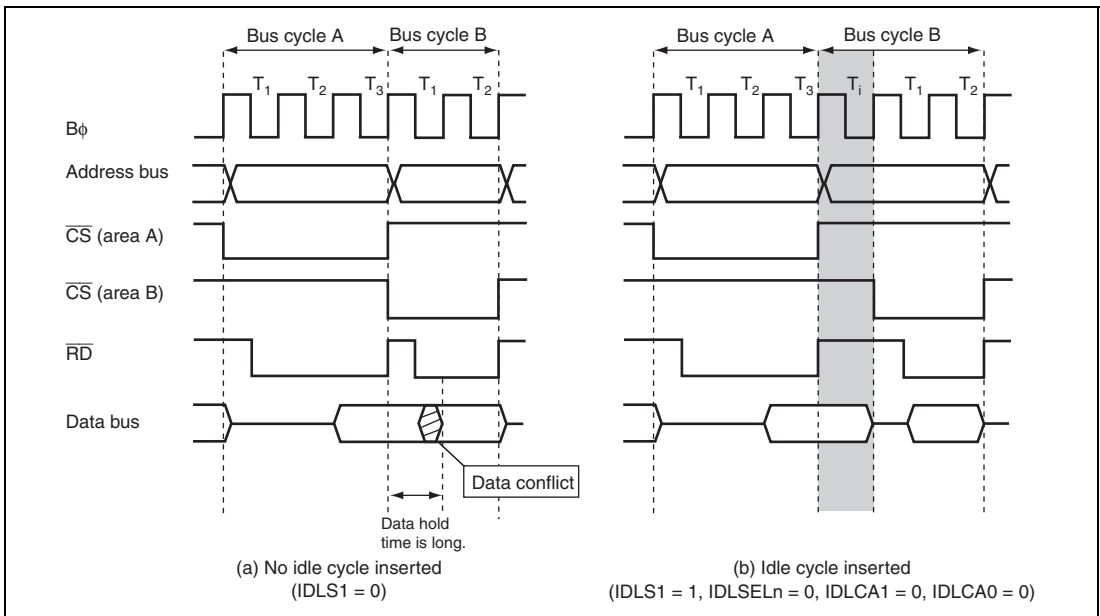 Bus cycle A Bus cycle B
T1 T2 T3 T1 T2
Bφ
Address bus
CS (area A)
CS (area B)
RD
Data bus
Data conflict
Data hold
time is long.
(a) No idle cycle inserted
(IDLS1 = 0)
Bus cycle A Bus cycle B
T1 T2 T3 Ti T1 T2
(b) Idle cycle inserted
(IDLS1 = 1, IDLSELn = 0, IDLCA1 = 0, IDLCA0 = 0)